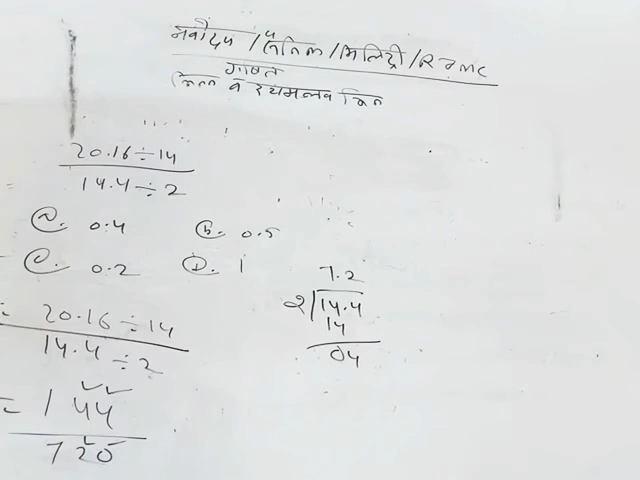 नवोदय / सैनिक / मिलिट्री / RIMC
गणित
भिन्न व दशमलव भिन्न
20.16 ÷ 14
= 14.4 ÷ 2
A. 0.4 B. 0.5
C. 0.2 D. 1
7.2
= 20.16 ÷ 14 2 14.4
14.4 ÷ 2 14
04
= 144
720